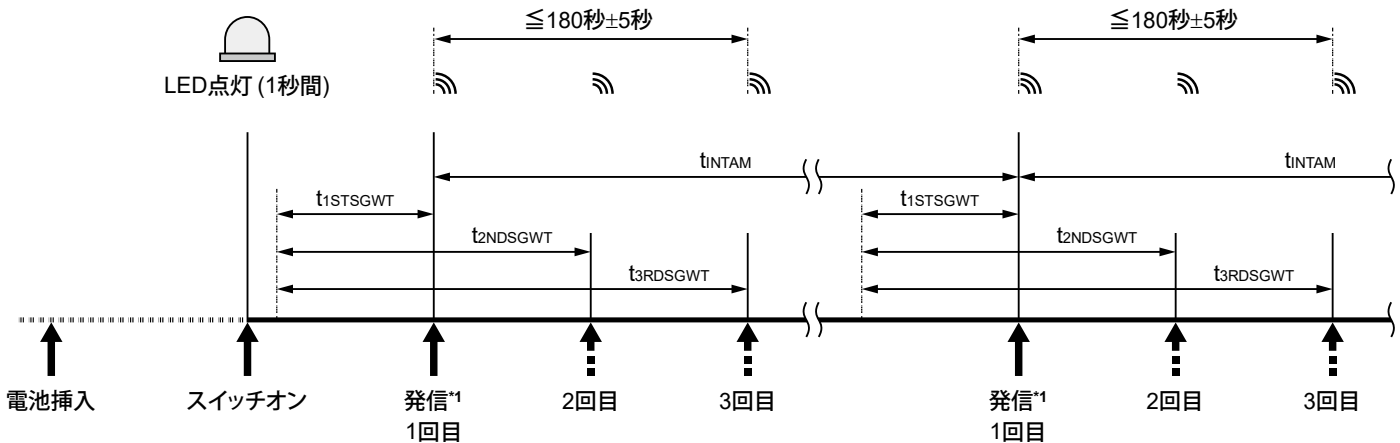 ≦180秒±5秒
≦180秒±5秒
LED点灯 (1秒間)
tINTAM
tINTAM
t1STSGWT
t1STSGWT
t2NDSGWT
t2NDSGWT
t3RDSGWT
t3RDSGWT
電池挿入
スイッチオン
発信*1
1回目
2回目
3回目
発信*1
1回目
2回目
3回目